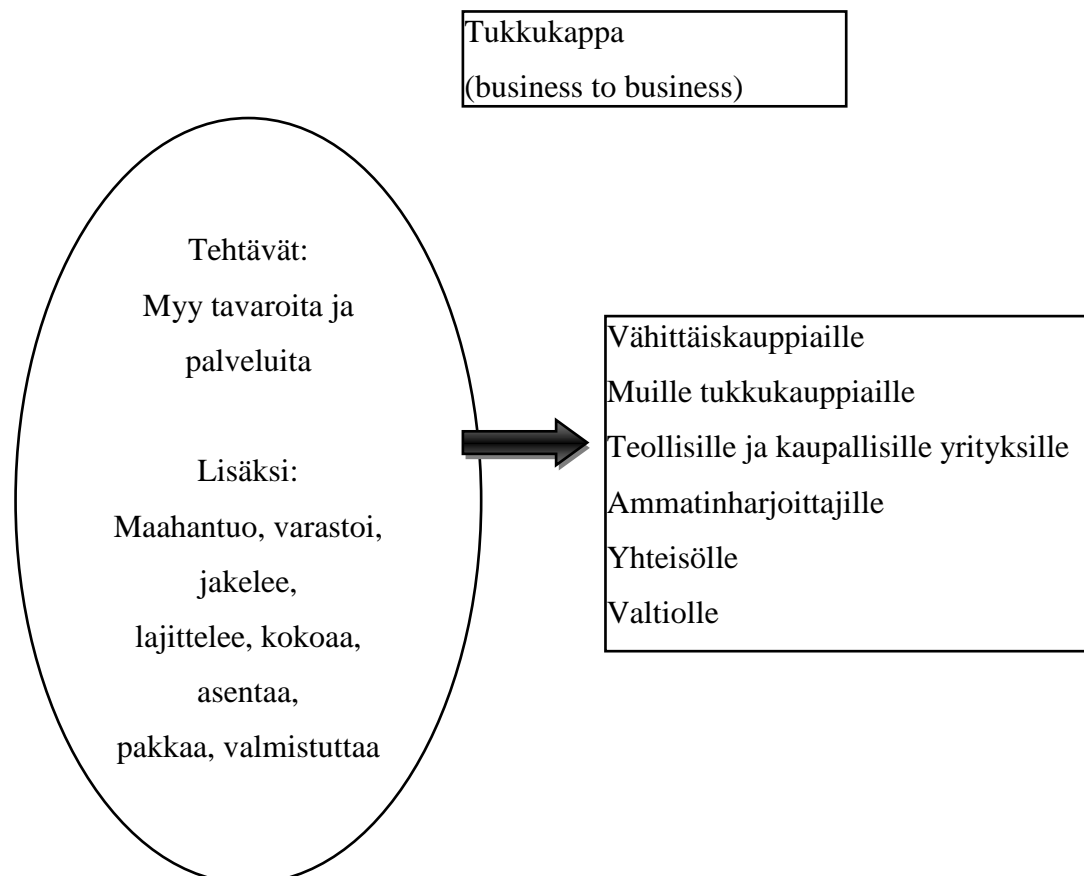 Tukkukappa
(business to business)
Tehtävät:
Myy tavaroita ja
palveluita
Lisäksi:
Maahantuo, varastoi,
jakelee,
lajittelee, kokoaa,
asentaa,
pakkaa, valmistuttaa
Vähittäiskauppiaille
Muille tukkukauppiaille
Teollisille ja kaupallisille yrityksille
Ammatinharjoittajille
Yhteisölle
Valtiolle